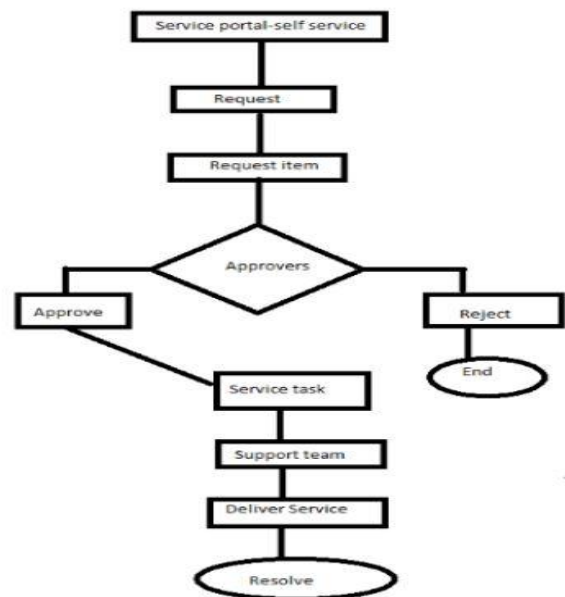 Service portal-self service
Request
Request item
Approvers
Approve
Reject
End
Service task
Support team
Deliver Service
Resolve